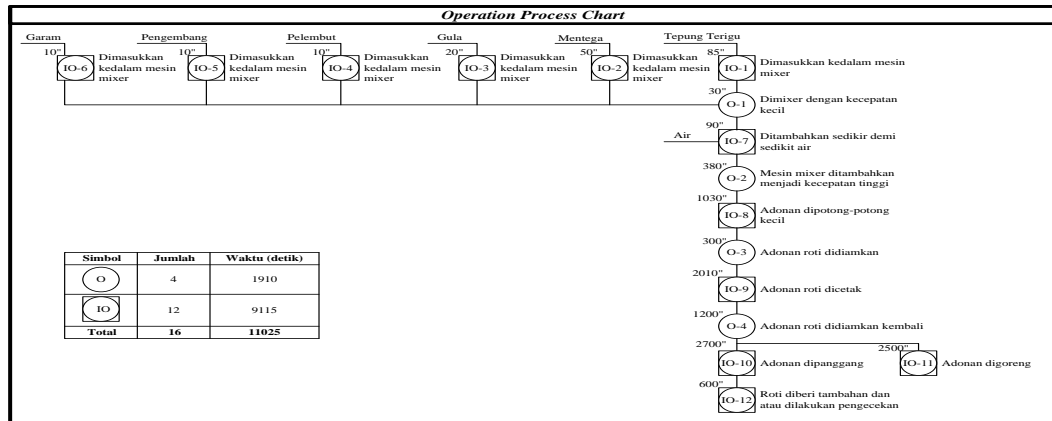 Operation Process Chart
Garam
10"
IO-6
Dimasukkan
kedalam mesin
mixer
Pengembang
10"
IO-5
Dimasukkan
kedalam mesin
mixer
Pelembut
10"
IO-4
Dimasukkan
kedalam mesin
mixer
Gula
20"
IO-3
Dimasukkan
kedalam mesin
mixer
Mentega
50"
IO-2
Dimasukkan
kedalam mesin
mixer
Tepung Terigu
85"
IO-1
Dimasukkan kedalam mesin
mixer
30"
O-1
Dimixer dengan kecepatan
kecil
90"
Air
IO-7
Ditambahkan sedikir demi
sedikit air
380"
O-2
Mesin mixer ditambahkan
menjadi kecepatan tinggi
1030"
IO-8
Adonan dipotong-potong
kecil
300"
O-3
Adonan roti didiamkan
2010"
IO-9
Adonan roti dicetak
1200"
O-4
Adonan roti didiamkan kembali
2700"
IO-10
Adonan dipanggang
2500"
IO-11
Adonan digoreng
600"
IO-12
Roti diberi tambahan dan
atau dilakukan pengecekan
Simbol Jumlah Waktu (detik)
O 4 1910
IO 12 9115
Total 16 11025